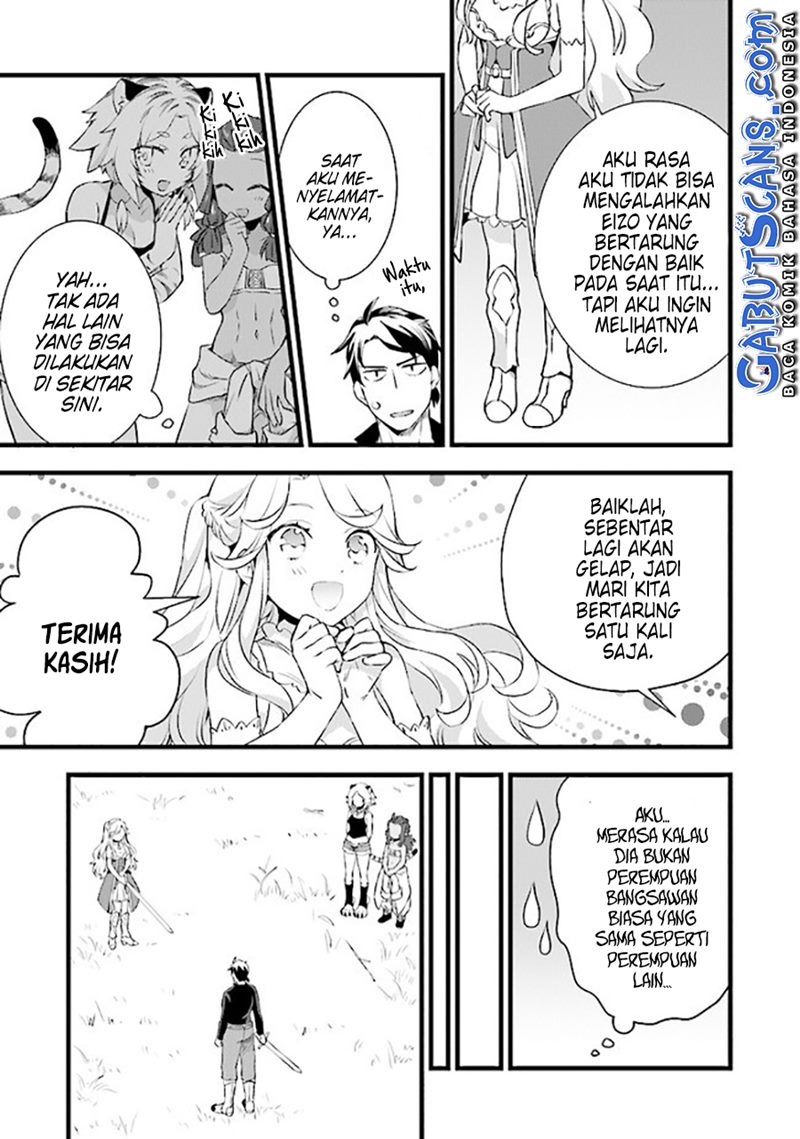 GABUTSCANS.COM
BACA KOMIK BAHASA INDONESIA
AKU RASA
AKU TIDAK BISA
MENGALAHKAN
EIZO YANG
BERTARUNG
DENGAN BAIK
PADA SAAT ITU...
TAPI AKU INGIN
MELIHATNYA
LAGI.
SAAT
AKU ME-
NYELAMAT-
KANNYA,
YA...
Waktu
itu,
Ki
Ki
Kih
Ki
Ki
Kih
YAH...
TAK ADA
HAL LAIN
YANG BISA
DILAKUKAN
DI SEKITAR
SINI.
BAIKLAH,
SEBENTAR
LAGI AKAN
GELAP, JADI
MARI KITA
BERTARUNG
SATU KALI
SAJA.
TERIMA
KASIH!
AKU...
MERASA KALAU
DIA BUKAN
PEREMPUAN
BANGSAWAN
BIASA YANG
SAMA SEPERTI
PEREMPUAN
LAIN...